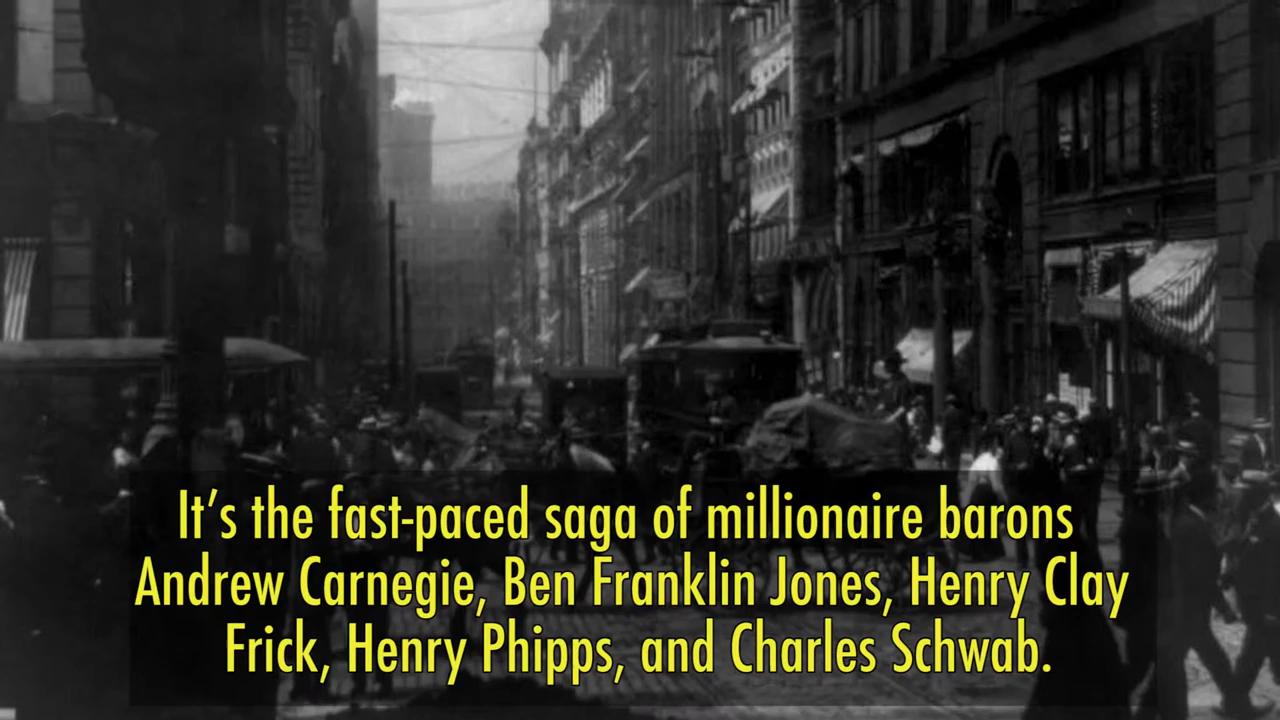 It’s the fast-paced saga of millionaire barons
Andrew Carnegie, Ben Franklin Jones, Henry Clay
Frick, Henry Phipps, and Charles Schwab.